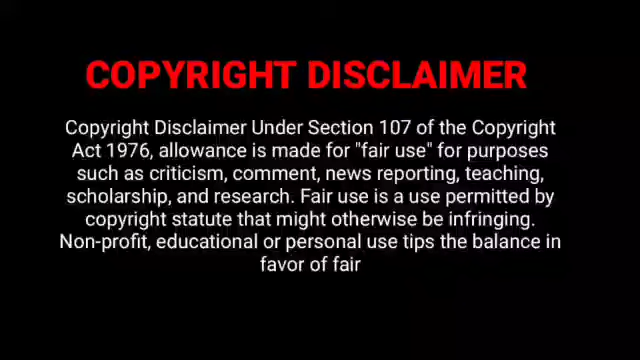 COPYRIGHT DISCLAIMER
Copyright Disclaimer Under Section 107 of the Copyright
Act 1976, allowance is made for "fair use" for purposes
such as criticism, comment, news reporting, teaching,
scholarship, and research. Fair use is a use permitted by
copyright statute that might otherwise be infringing.
Non-profit, educational or personal use tips the balance in
favor of fair